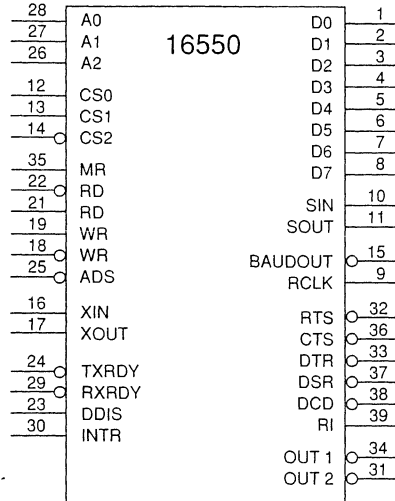 16550
28 A0
27 A1
26 A2
12 CS0
13 CS1
14 CS2
35 MR
22 RD
21 RD
19 WR
18 WR
25 ADS
16 XIN
17 XOUT
24 TXRDY
29 RXRDY
23 DDIS
30 INTR
D0 1
D1 2
D2 3
D3 4
D4 5
D5 6
D6 7
D7 8
SIN 10
SOUT 11
BAUDOUT 15
RCLK 9
RTS 32
CTS 36
DTR 33
DSR 37
DCD 38
RI 39
OUT 1 34
OUT 2 31